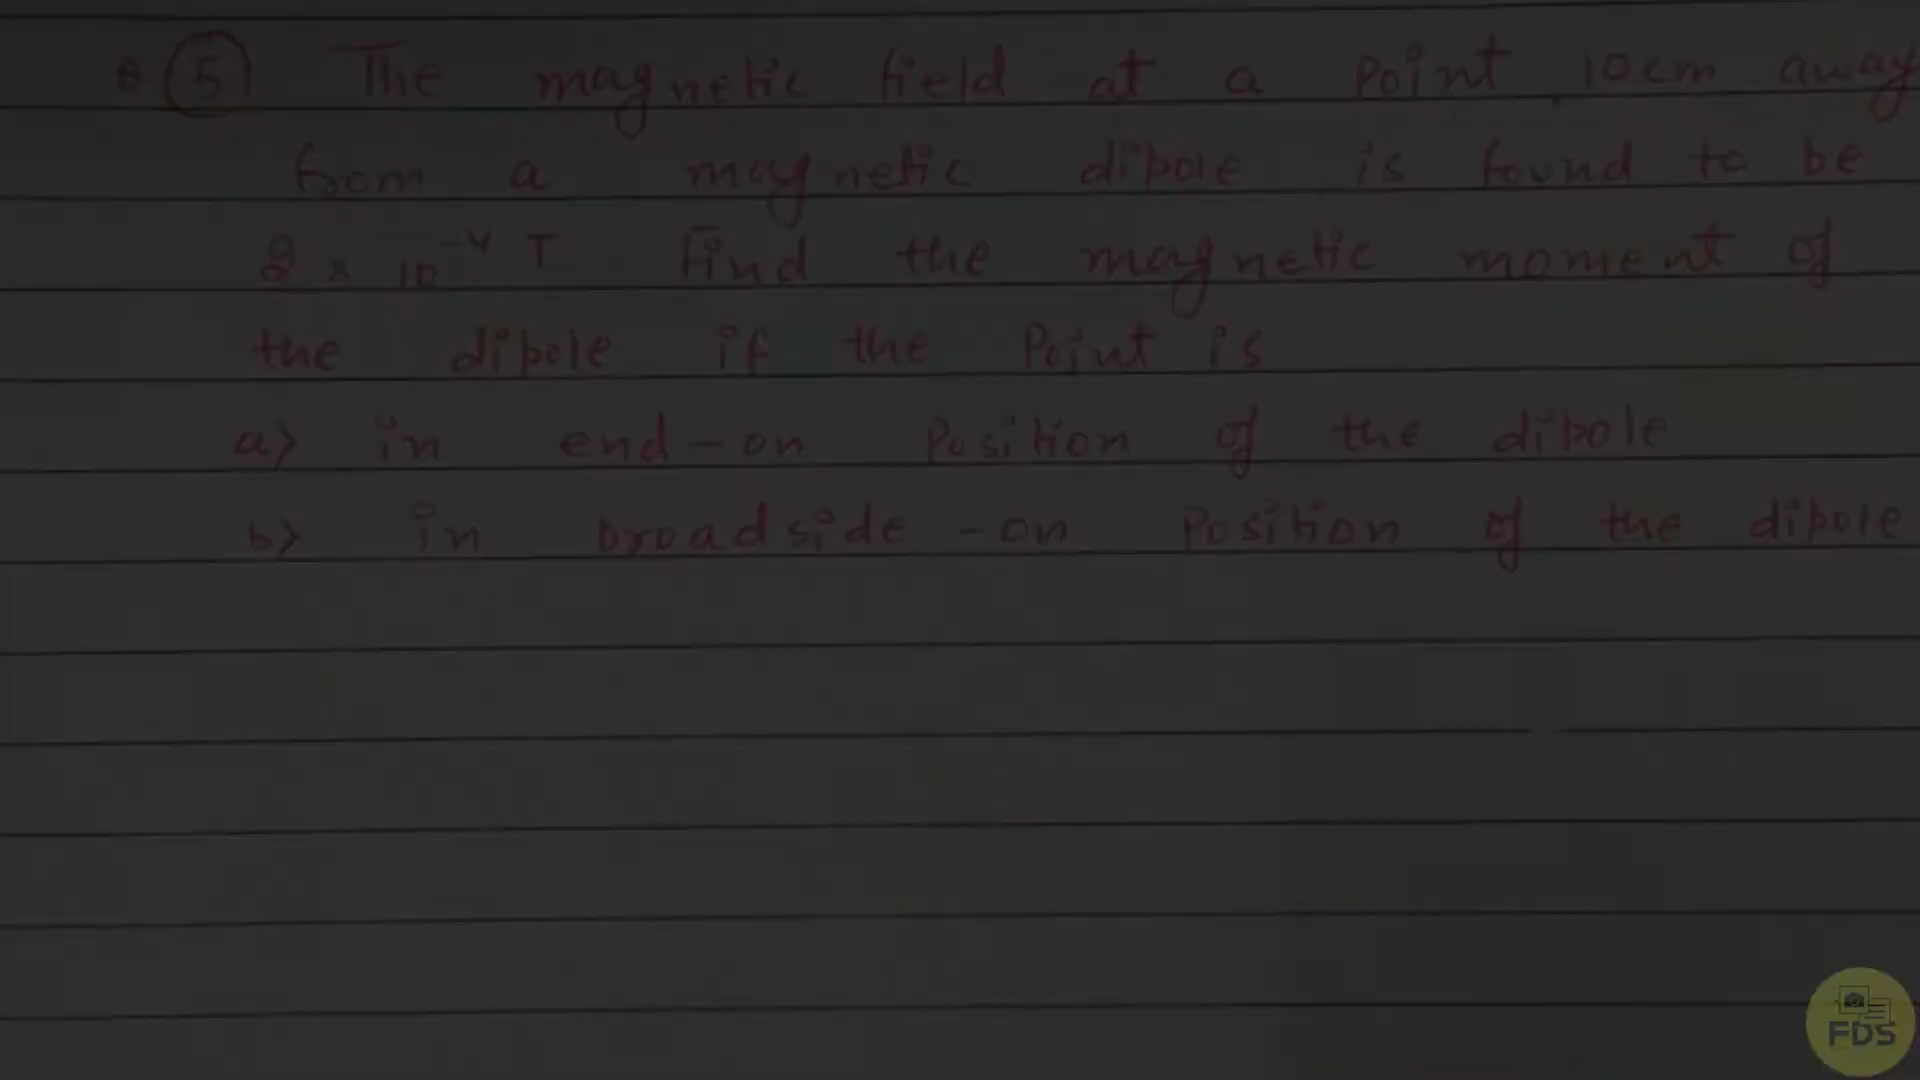 Q. 5 The magnetic field at a point 10cm away
from a magnetic dipole is found to be
2 x 10⁻⁴ T Find the magnetic moment of
the dipole if the Point is
a> in end-on Position of the dipole
b> in broadside-on Position of the dipole
FDS